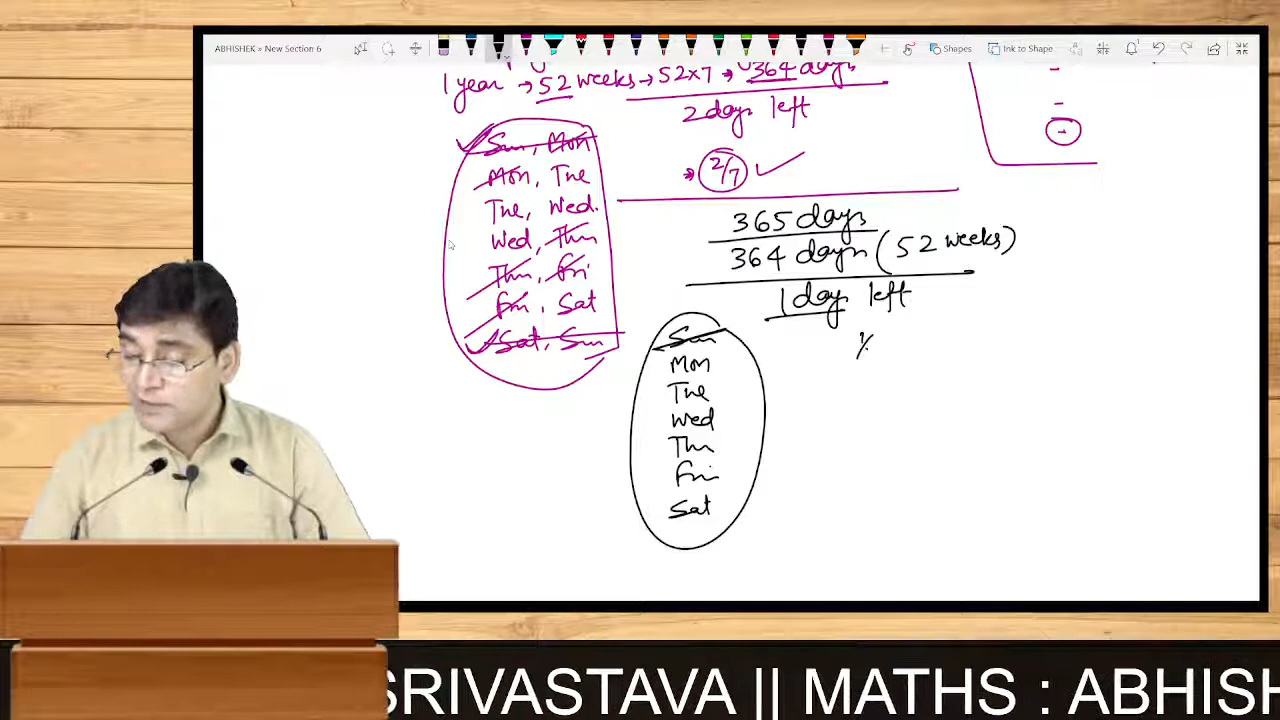 ABHISHEK » New Section 6
Shapes
Ink to Shape
1 year → 52 weeks → 52x7 → 364 days
2 days left
Sun, Mon
Mon, Tue
Tue, Wed.
Wed, Thu
Thu, Fri
Fri, Sat
Sat, Sun
→ 2/7
365 days
364 days (52 weeks)
1 day left
Sun
Mon
Tue
Wed
Thu
Fri
Sat
SRIVASTAVA || MATHS : ABHISH